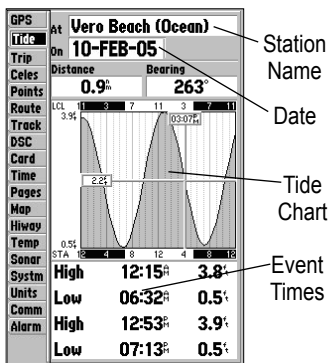 GPS
Tide
Trip
Celes
Points
Route
Track
DSC
Card
Time
Pages
Map
Hiway
Temp
Sonar
Systm
Units
Comm
Alarm
At Vero Beach (Ocean)
On 10-FEB-05
Distance Bearing
0.9 263°
LCL 11 3 7 11 3 7 11
3.9
03:07
2.2
0.5
STA 12 4 8 12 4 8 12
High 12:15 3.8
Low 06:32 0.5
High 12:53 3.9
Low 07:13 0.5
Station
Name
Date
Tide
Chart
Event
Times